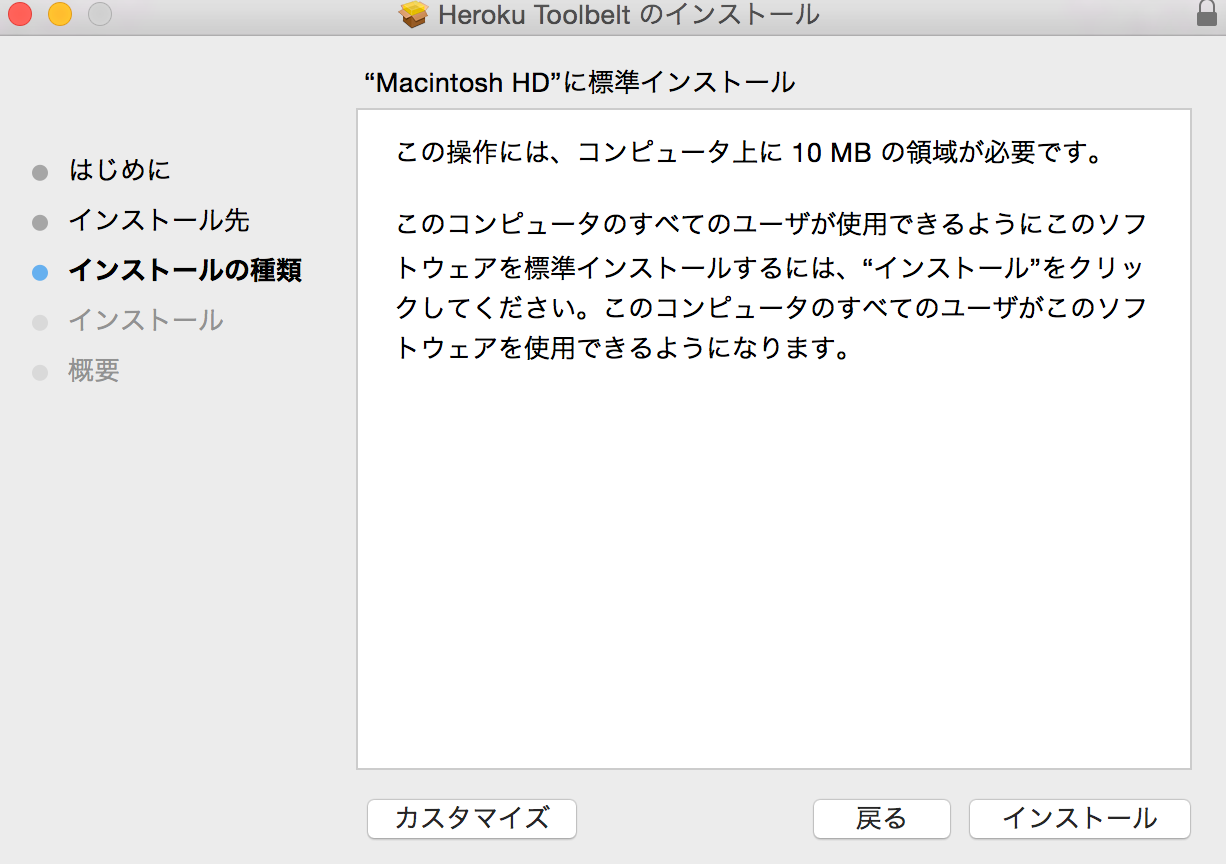 Heroku Toolbelt のインストール
“Macintosh HD”に標準インストール
はじめに
インストール先
インストールの種類
インストール
概要
この操作には、コンピュータ上に 10 MB の領域が必要です。
このコンピュータのすべてのユーザが使用できるようにこのソフ
トウェアを標準インストールするには、“インストール”をクリッ
クしてください。このコンピュータのすべてのユーザがこのソフ
トウェアを使用できるようになります。
カスタマイズ
戻る
インストール